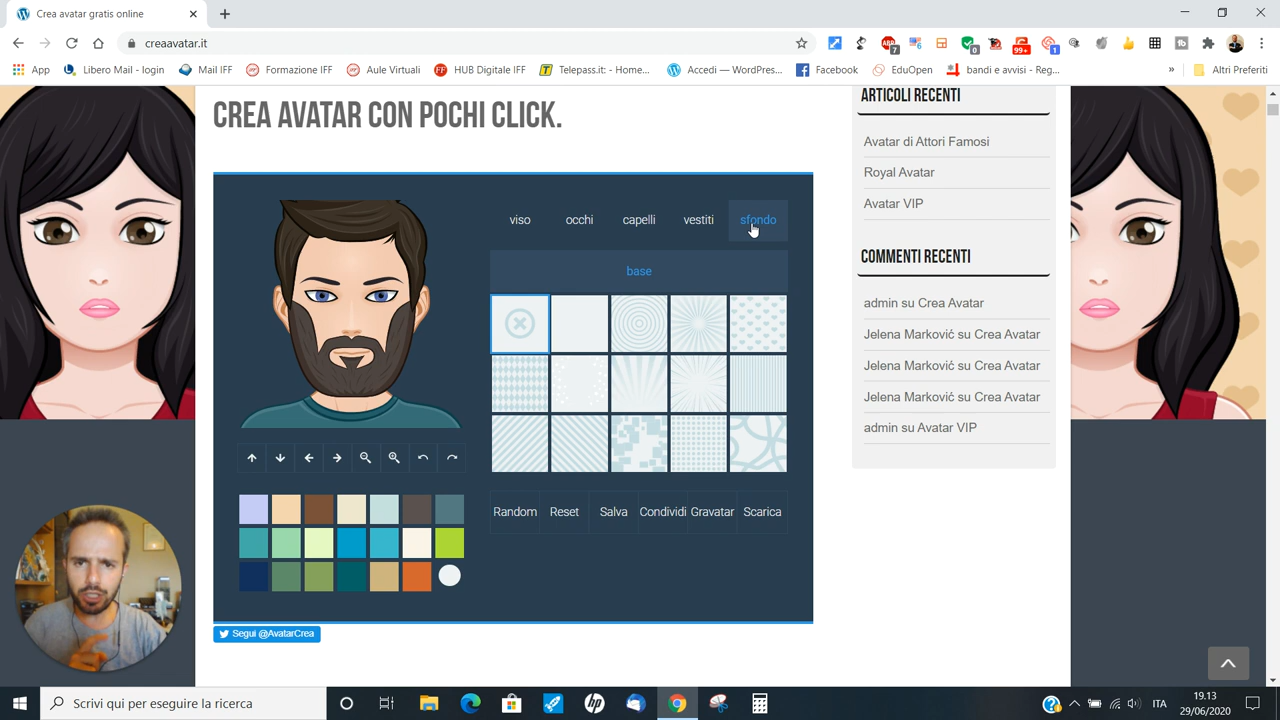 Crea avatar gratis online
creaavatar.it
7
6
0
99+
1
App
Libero Mail - login
Mail IFF
Formazione IFF
Aule Virtuali
HUB Digitale IFF
Telepass.it: - Home...
Accedi — WordPres...
Facebook
EduOpen
bandi e avvisi - Reg...
»
Altri Preferiti
CREA AVATAR CON POCHI CLICK.
viso
occhi
capelli
vestiti
sfondo
base
Random
Reset
Salva
Condividi
Gravatar
Scarica
Segui @AvatarCrea
ARTICOLI RECENTI
Avatar di Attori Famosi
Royal Avatar
Avatar VIP
COMMENTI RECENTI
admin su Crea Avatar
Jelena Marković su Crea Avatar
Jelena Marković su Crea Avatar
Jelena Marković su Crea Avatar
admin su Avatar VIP
Scrivi qui per eseguire la ricerca
ITA
19.13
29/06/2020